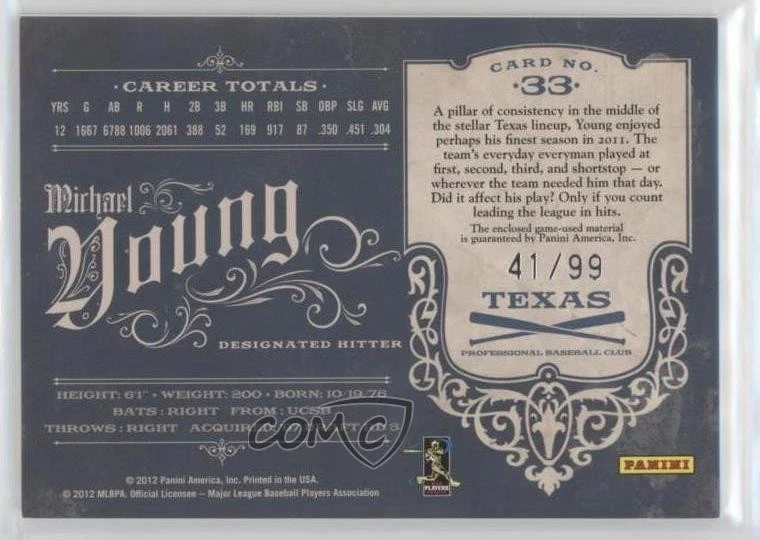 ·CAREER TOTALS·
YRS G AB R H 2B 3B HR RBI SB OBP SLG AVG
12 1667 6788 1006 2061 388 52 169 917 87 .350 .451 .304
Michael
Young
DESIGNATED HITTER
HEIGHT: 6'1" • WEIGHT: 200 • BORN: 10/19/76
BATS: RIGHT FROM: UCSB
THROWS: RIGHT
COMC
© 2012 Panini America, Inc. Printed in the USA.
© 2012 MLBPA. Official Licensee – Major League Baseball Players Association
CARD NO.
·33·
A pillar of consistency in the middle of
the stellar Texas lineup, Young enjoyed
perhaps his finest season in 2011. The
team's everyday everyman played at
first, second, third, and shortstop — or
wherever the team needed him that day.
Did it affect his play? Only if you count
leading the league in hits.
The enclosed game-used material
is guaranteed by Panini America, Inc.
41/99
TEXAS
PROFESSIONAL BASEBALL CLUB
PLAYERS
PANINI